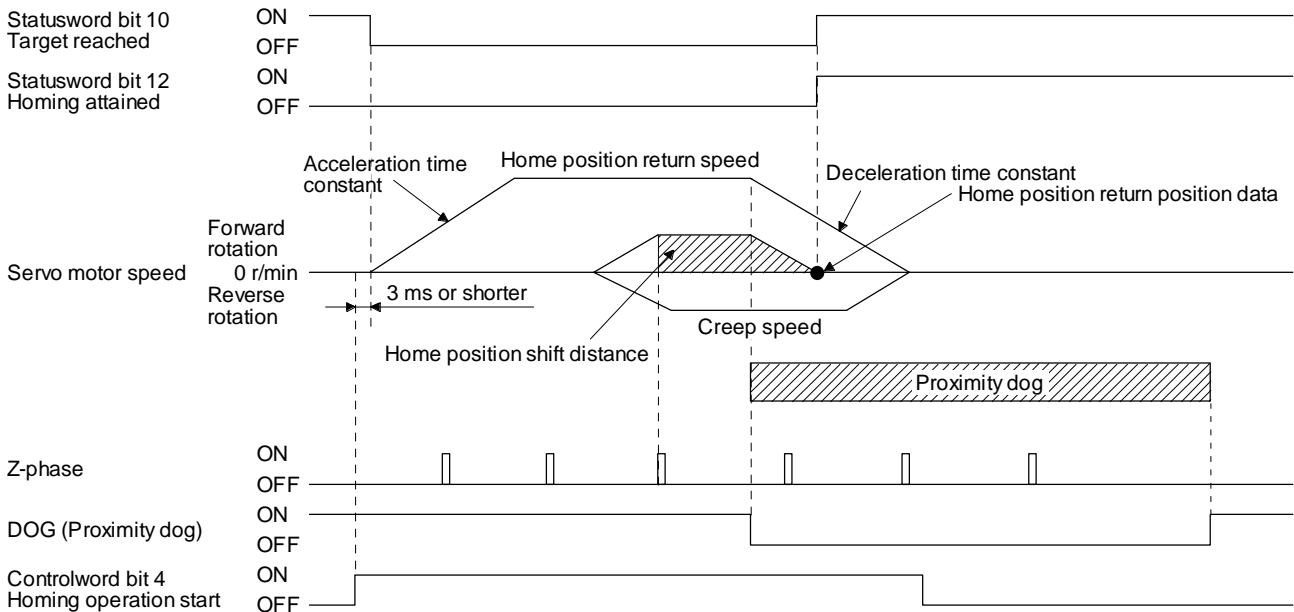 Statusword bit 10
Target reached
ON
OFF
Statusword bit 12
Homing attained
ON
OFF
Acceleration time
constant
Home position return speed
Deceleration time constant
Home position return position data
Forward
rotation
Servo motor speed
0 r/min
Reverse
rotation
3 ms or shorter
Creep speed
Home position shift distance
Proximity dog
Z-phase
ON
OFF
DOG (Proximity dog)
ON
OFF
Controlword bit 4
Homing operation start
ON
OFF